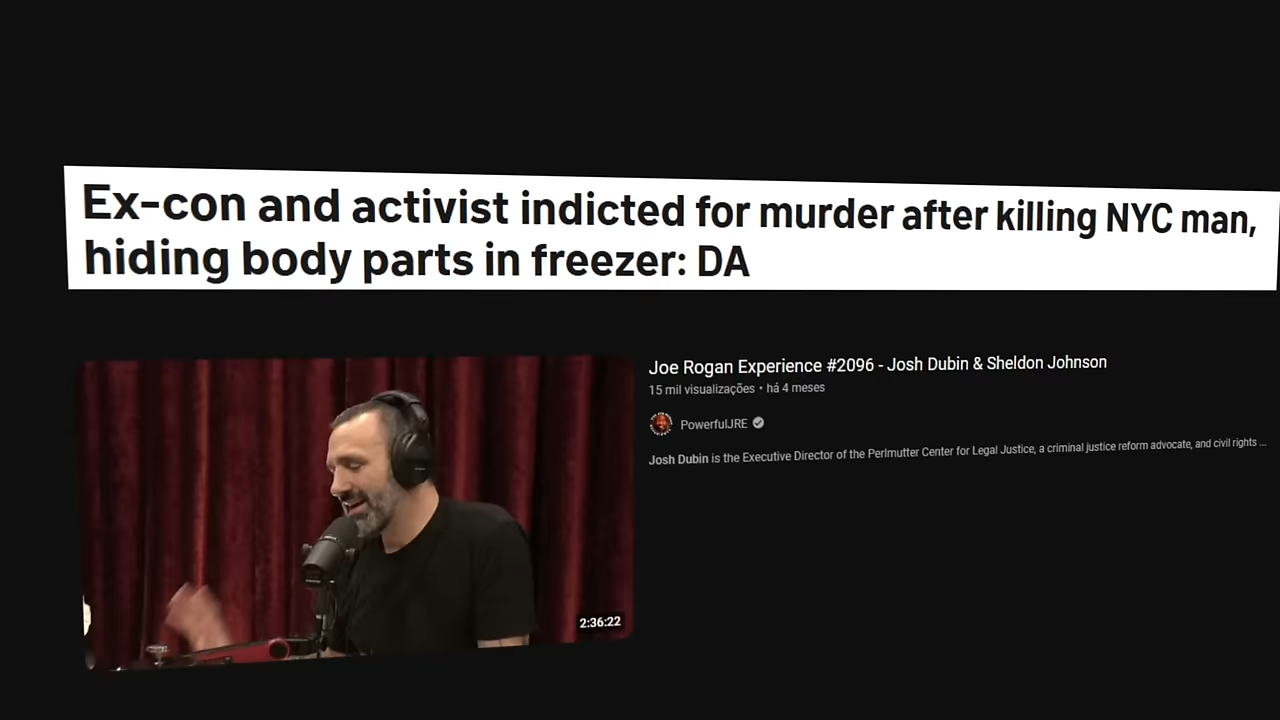 Ex-con and activist indicted for murder after killing NYC man,
hiding body parts in freezer: DA
Joe Rogan Experience #2096 - Josh Dubin & Sheldon Johnson
15 mil visualizações • há 4 meses
PowerfulJRE
Josh Dubin is the Executive Director of the Perlmutter Center for Legal Justice, a criminal justice reform advocate, and civil rights ...
2:36:22